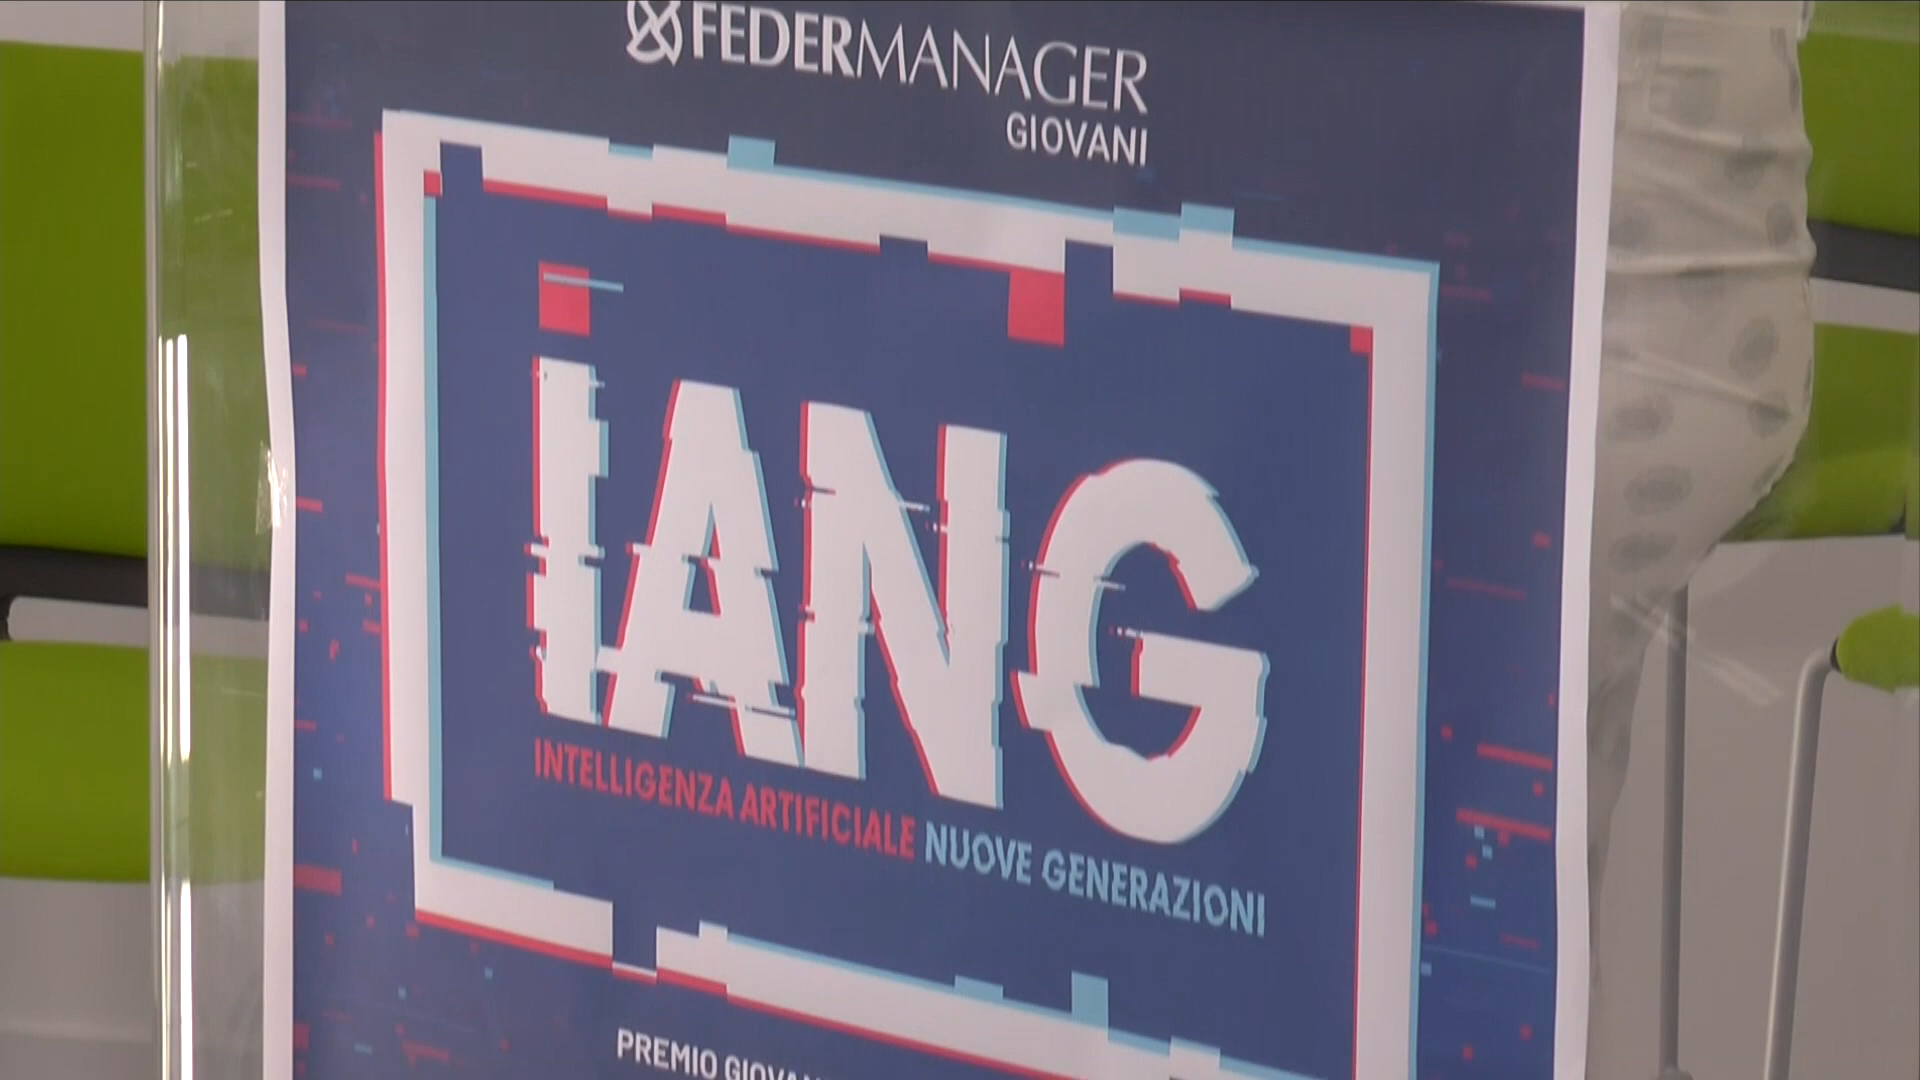 FEDERMANAGER
GIOVANI
IANG
INTELLIGENZA ARTIFICIALE NUOVE GENERAZIONI
PREMIO